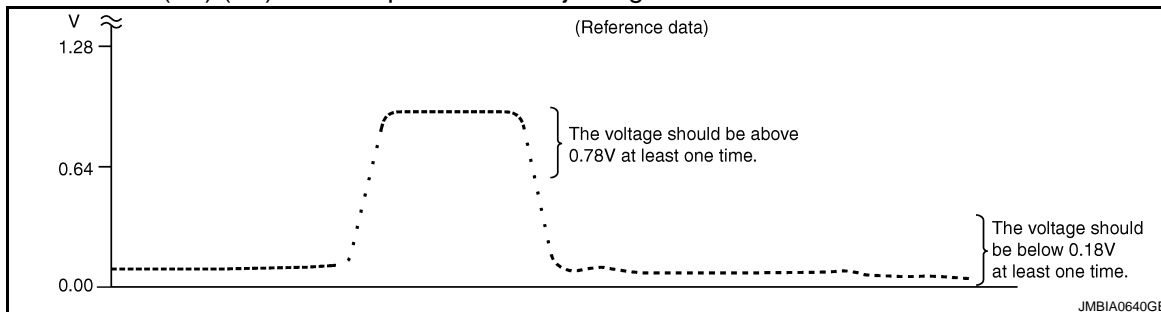 V
(Reference data)
1.28
The voltage should be above
0.78V at least one time.
0.64
The voltage should
be below 0.18V
at least one time.
0.00
JMBIA0640GB